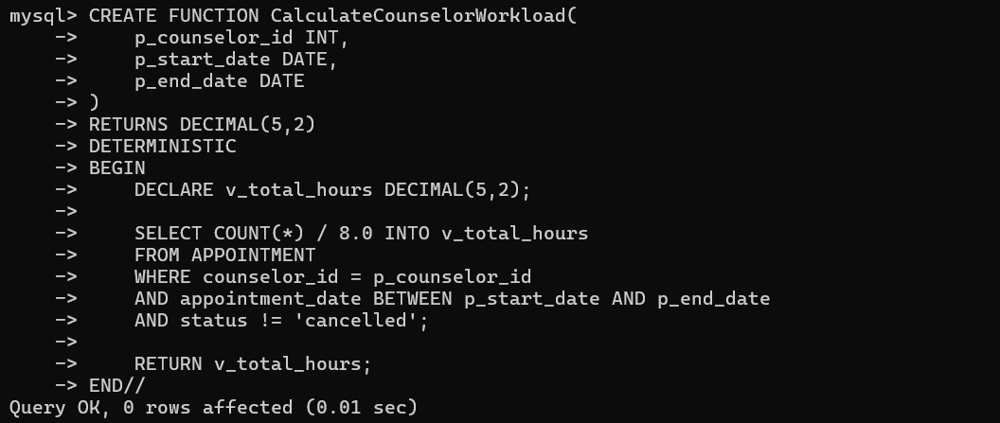 mysql> CREATE FUNCTION CalculateCounselorWorkload(
    ->     p_counselor_id INT,
    ->     p_start_date DATE,
    ->     p_end_date DATE
    -> )
    -> RETURNS DECIMAL(5,2)
    -> DETERMINISTIC
    -> BEGIN
    ->     DECLARE v_total_hours DECIMAL(5,2);
    ->
    ->     SELECT COUNT(*) / 8.0 INTO v_total_hours
    ->     FROM APPOINTMENT
    ->     WHERE counselor_id = p_counselor_id
    ->     AND appointment_date BETWEEN p_start_date AND p_end_date
    ->     AND status != 'cancelled';
    ->
    ->     RETURN v_total_hours;
    -> END//
Query OK, 0 rows affected (0.01 sec)